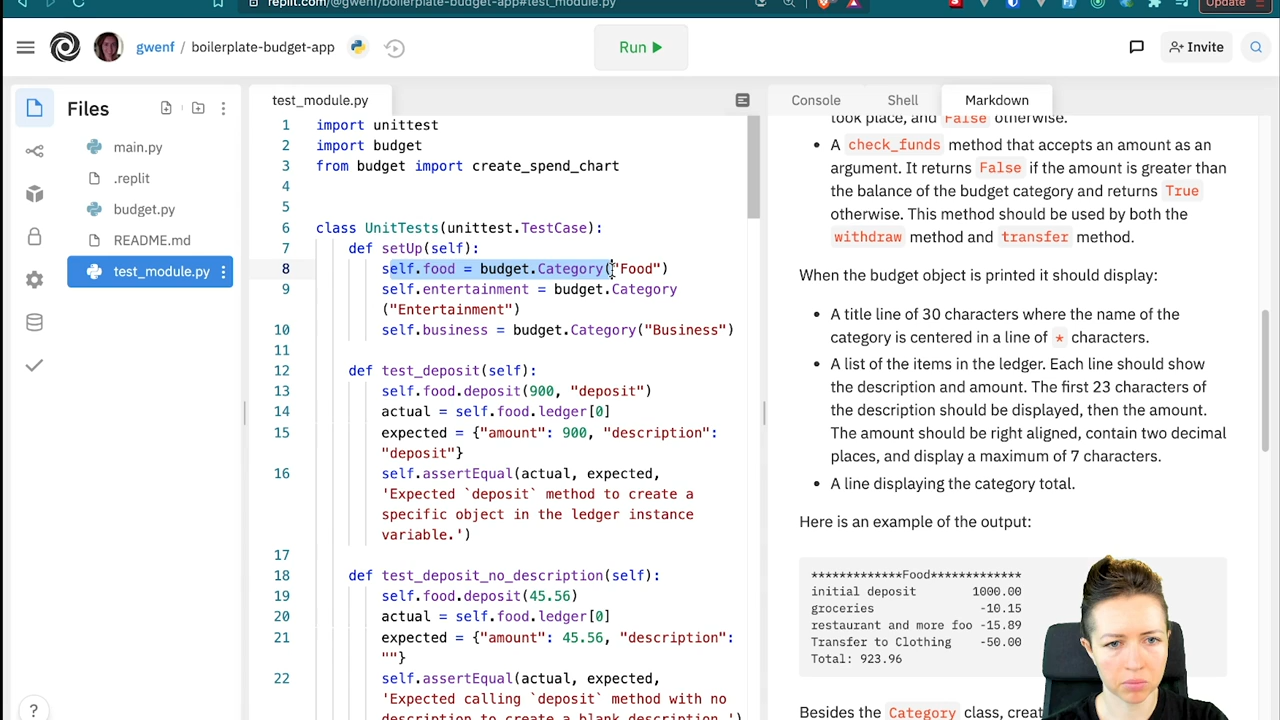 replit.com/@gwenf/boilerplate-budget-app#test_module.py
Update
gwenf / boilerplate-budget-app
Run
Invite
Files
main.py
.replit
budget.py
README.md
test_module.py
?
test_module.py
1 import unittest
2 import budget
3 from budget import create_spend_chart
4
5
6 class UnitTests(unittest.TestCase):
7 def setUp(self):
8 self.food = budget.Category("Food")
9 self.entertainment = budget.Category
("Entertainment")
10 self.business = budget.Category("Business")
11
12 def test_deposit(self):
13 self.food.deposit(900, "deposit")
14 actual = self.food.ledger[0]
15 expected = {"amount": 900, "description":
"deposit"}
16 self.assertEqual(actual, expected,
'Expected `deposit` method to create a
specific object in the ledger instance
variable.')
17
18 def test_deposit_no_description(self):
19 self.food.deposit(45.56)
20 actual = self.food.ledger[0]
21 expected = {"amount": 45.56, "description":
""}
22 self.assertEqual(actual, expected,
'Expected calling `deposit` method with no
description to create a blank description.')
Console
Shell
Markdown
took place, and False otherwise.
A check_funds method that accepts an amount as an
argument. It returns False if the amount is greater than
the balance of the budget category and returns True
otherwise. This method should be used by both the
withdraw method and transfer method.
When the budget object is printed it should display:
A title line of 30 characters where the name of the
category is centered in a line of * characters.
A list of the items in the ledger. Each line should show
the description and amount. The first 23 characters of
the description should be displayed, then the amount.
The amount should be right aligned, contain two decimal
places, and display a maximum of 7 characters.
A line displaying the category total.
Here is an example of the output:
*************Food*************
initial deposit 1000.00
groceries -10.15
restaurant and more foo -15.89
Transfer to Clothing -50.00
Total: 923.96
Besides the Category class,